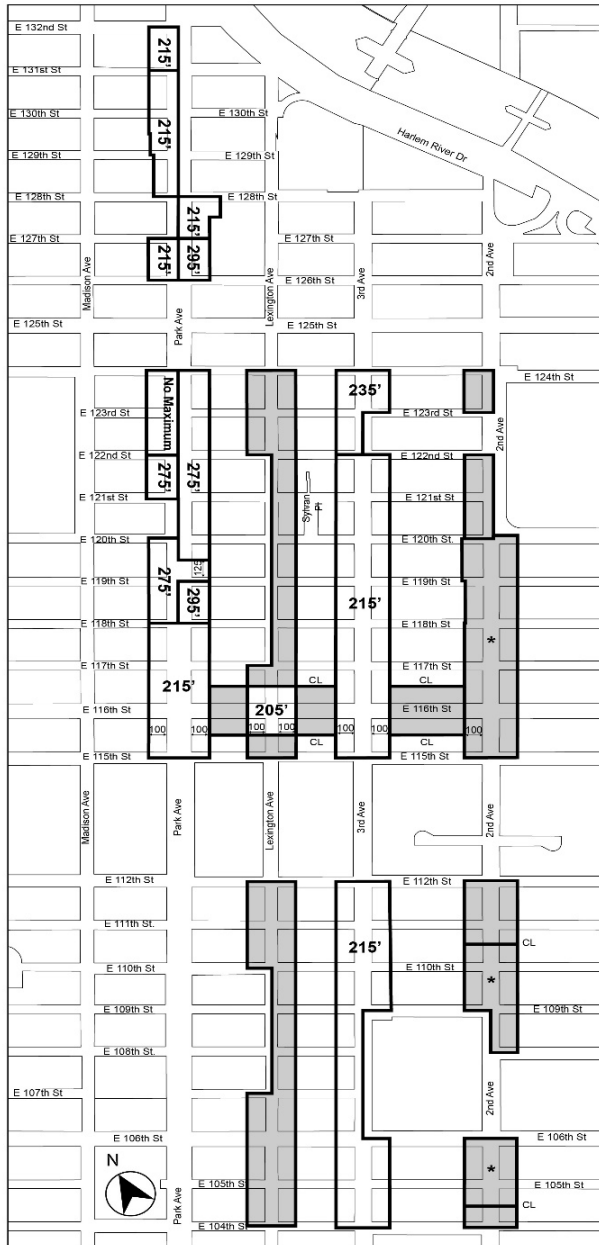 E 132nd St
215'
E 131st St
E 130th St
215'
E 130th St
Harlem River Dr
E 129th St
E 129th St
E 128th St
E 128th St
215'
E 127th St
E 127th St
215'
295'
Madison Ave
Park Ave
Lexington Ave
3rd Ave
2nd Ave
E 126th St
E 125th St
E 125th St
E 124th St
No Maximum
235'
E 123rd St
E 123rd St
2nd Ave
E 122nd St
E 122nd St
275'
275'
E 121st St
E 121st St
Sylvan Pl
E 120th St
E 120th St.
275'
125
E 119th St
E 119th St
295'
215'
E 118th St
E 118th St
*
E 117th St
E 117th St
215'
CL
CL
E 116th St
205'
E 116th St
100
100
100
100
100
100
100
CL
CL
E 115th St
E 115th St
Madison Ave
Park Ave
Lexington Ave
3rd Ave
2nd Ave
E 112th St
E 112th St
E 111th St.
215'
CL
E 110th St
E 110th St
*
E 109th St
E 109th St
E 108th St.
E 107th St
2nd Ave
E 106th St
E 106th St
N
*
E 105th St
E 105th St
Park Ave
CL
E 104th St